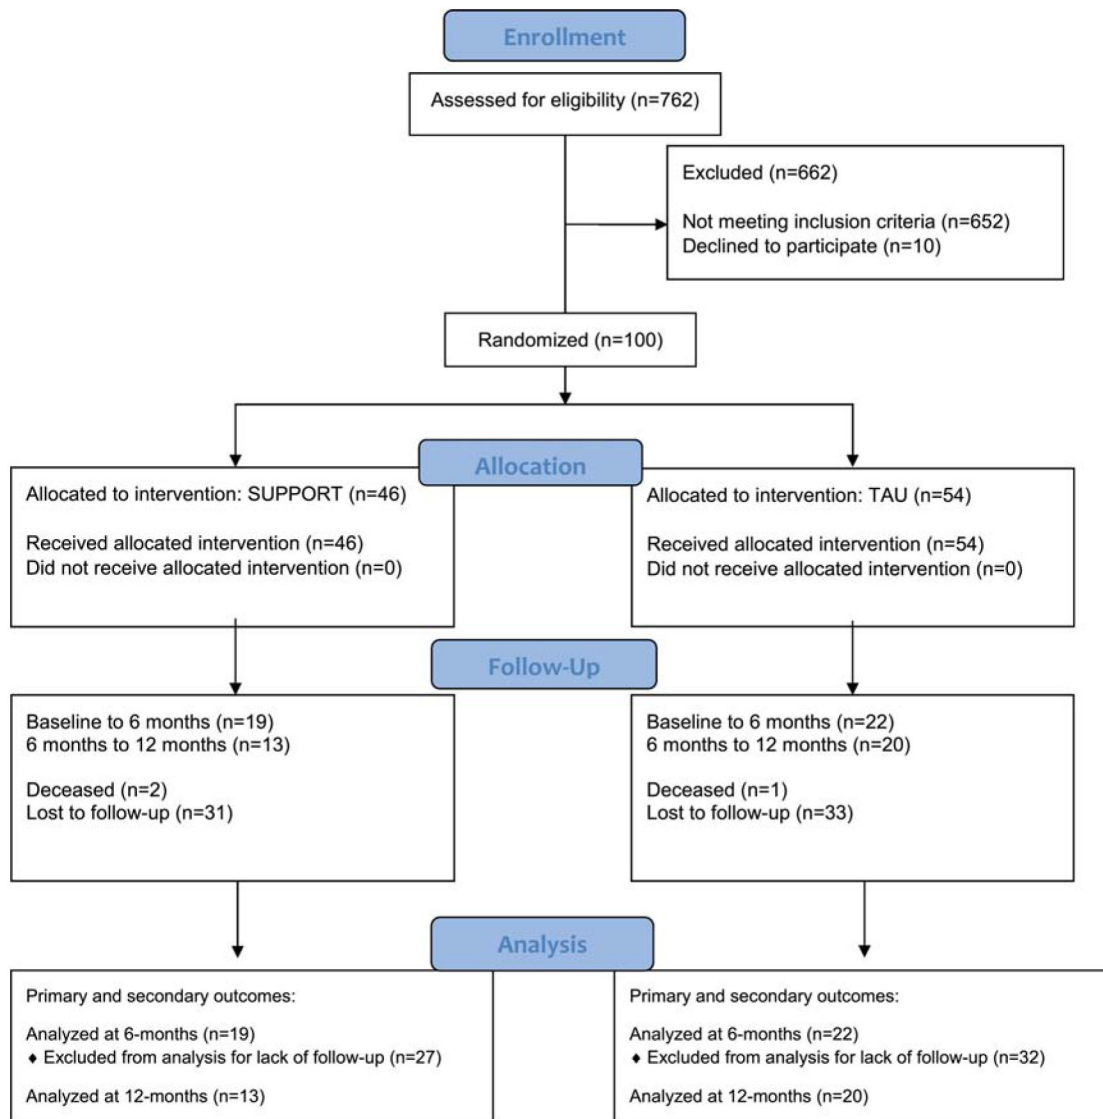 Enrollment
Assessed for eligibility (n=762)
Excluded (n=662)
Not meeting inclusion criteria (n=652)
Declined to participate (n=10)
Randomized (n=100)
Allocation
Allocated to intervention: SUPPORT (n=46)
Received allocated intervention (n=46)
Did not receive allocated intervention (n=0)
Allocated to intervention: TAU (n=54)
Received allocated intervention (n=54)
Did not receive allocated intervention (n=0)
Follow-Up
Baseline to 6 months (n=19)
6 months to 12 months (n=13)
Deceased (n=2)
Lost to follow-up (n=31)
Baseline to 6 months (n=22)
6 months to 12 months (n=20)
Deceased (n=1)
Lost to follow-up (n=33)
Analysis
Primary and secondary outcomes:
Analyzed at 6-months (n=19)
♦ Excluded from analysis for lack of follow-up (n=27)
Analyzed at 12-months (n=13)
Primary and secondary outcomes:
Analyzed at 6-months (n=22)
♦ Excluded from analysis for lack of follow-up (n=32)
Analyzed at 12-months (n=20)